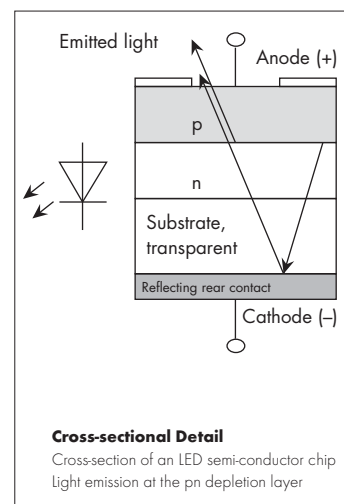 Emitted light
Anode (+)
p
n
Substrate,
transparent
Reflecting rear contact
Cathode (–)
Cross-sectional Detail
Cross-section of an LED semi-conductor chip
Light emission at the pn depletion layer